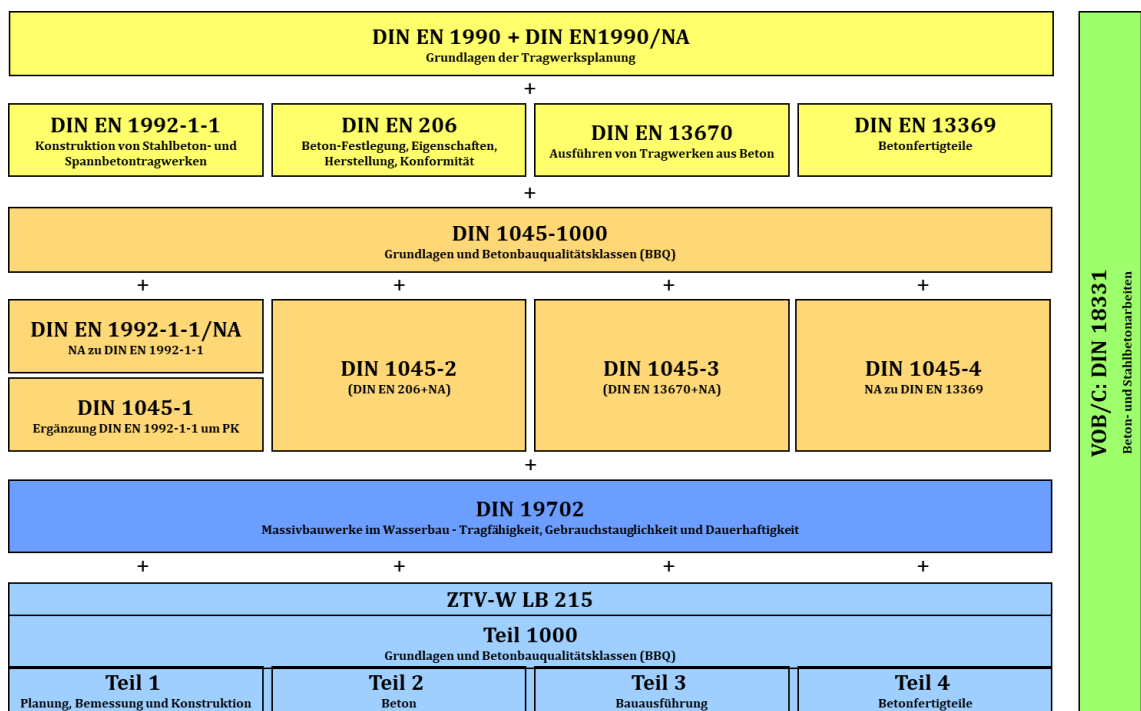 DIN EN 1990 + DIN EN1990/NA
Grundlagen der Tragwerksplanung
+
DIN EN 1992-1-1
Konstruktion von Stahlbeton- und
Spannbetontragwerken
DIN EN 206
Beton-Festlegung, Eigenschaften,
Herstellung, Konformität
DIN EN 13670
Ausführen von Tragwerken aus Beton
DIN EN 13369
Betonfertigteile
+
DIN 1045-1000
Grundlagen und Betonbauqualitätsklassen (BBQ)
+ + + +
DIN EN 1992-1-1/NA
NA zu DIN EN 1992-1-1
DIN 1045-1
Ergänzung DIN EN 1992-1-1 um PK
DIN 1045-2
(DIN EN 206+NA)
DIN 1045-3
(DIN EN 13670+NA)
DIN 1045-4
NA zu DIN EN 13369
+
DIN 19702
Massivbauwerke im Wasserbau - Tragfähigkeit, Gebrauchstauglichkeit und Dauerhaftigkeit
+ + + +
ZTV-W LB 215
Teil 1000
Grundlagen und Betonbauqualitätsklassen (BBQ)
Teil 1
Planung, Bemessung und Konstruktion
Teil 2
Beton
Teil 3
Bauausführung
Teil 4
Betonfertigteile
VOB/C: DIN 18331
Beton- und Stahlbetonarbeiten